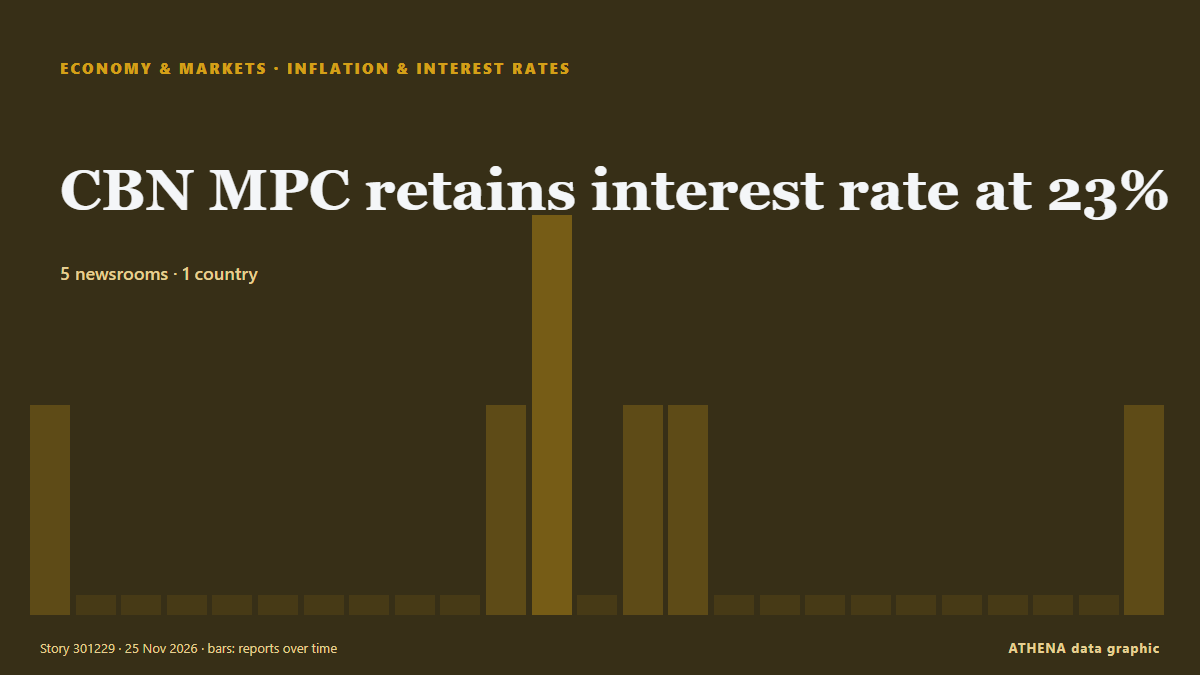 ECONOMY & MARKETS · INFLATION & INTEREST RATES
CBN MPC retains interest rate at 23%
5 newsrooms · 1 country
Story 301229 · 25 Nov 2026 · bars: reports over time
ATHENA data graphic